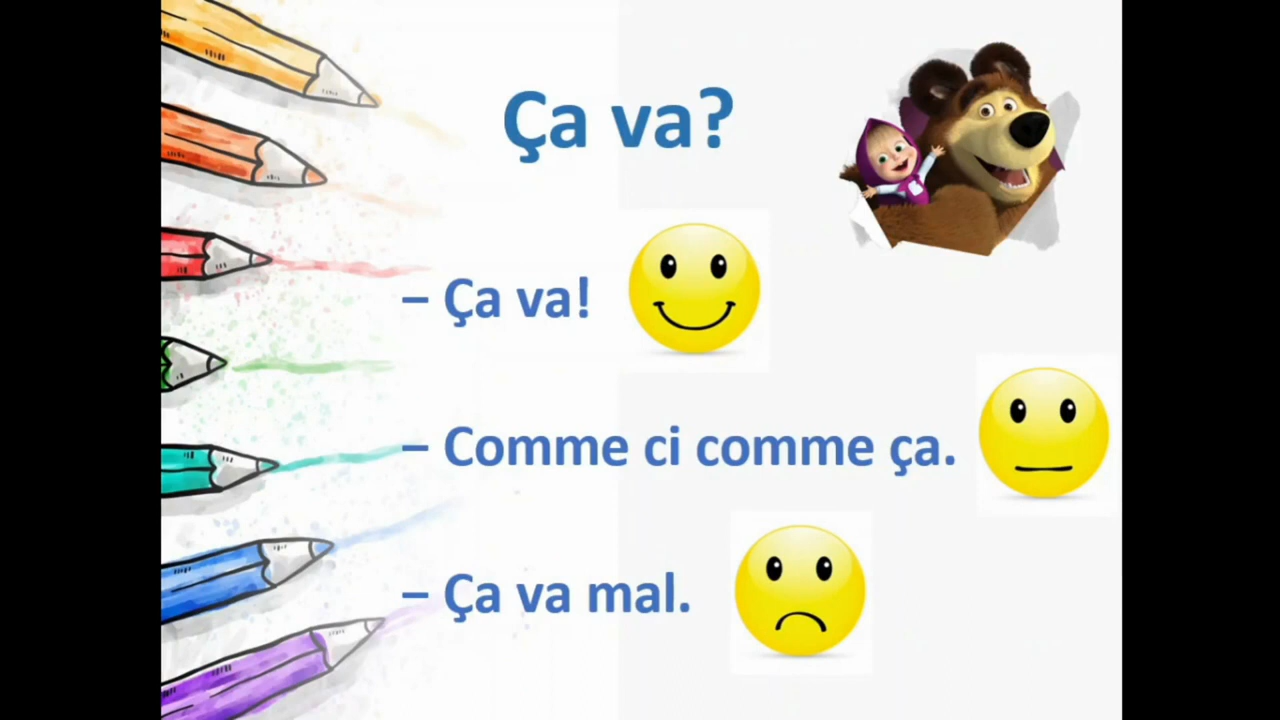 Ça va?
– Ça va!
– Comme ci comme ça.
– Ça va mal.